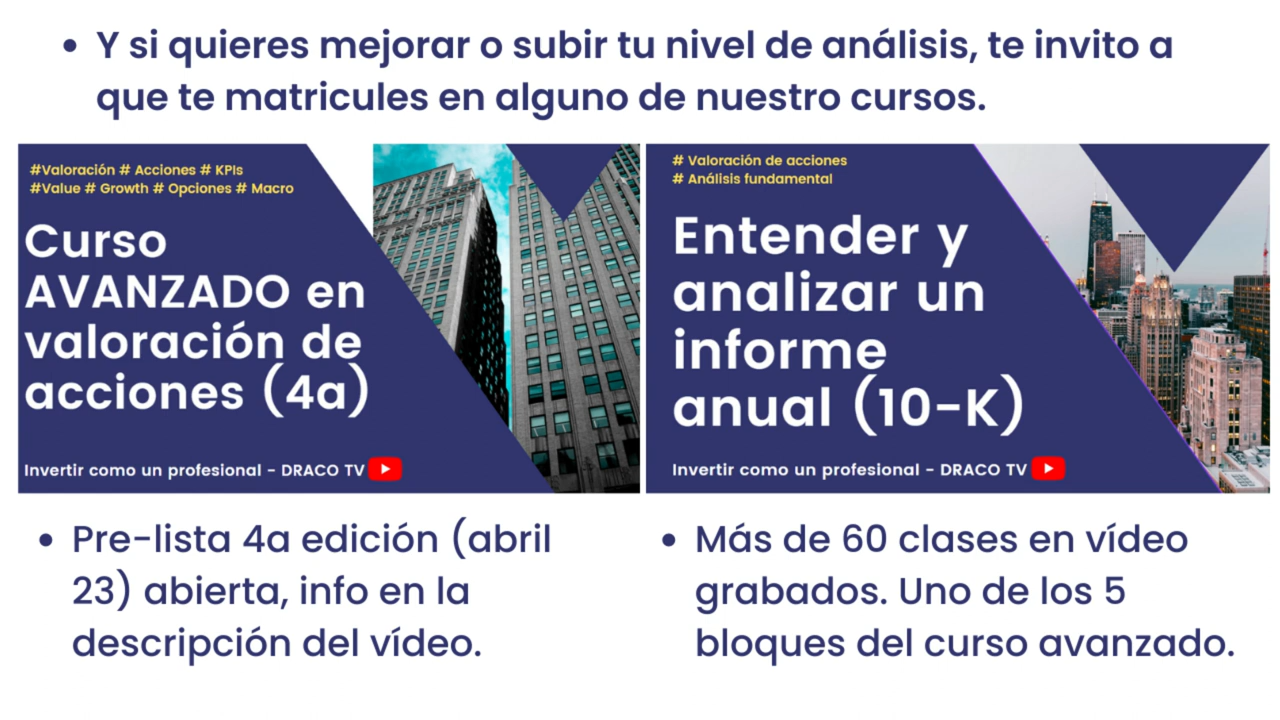 • Y si quieres mejorar o subir tu nivel de análisis, te invito a
que te matricules en alguno de nuestro cursos.
#Valoración # Acciones # KPIs
#Value # Growth # Opciones # Macro
Curso
AVANZADO en
valoración de
acciones (4a)
Invertir como un profesional - DRACO TV
# Valoración de acciones
# Análisis fundamental
Entender y
analizar un
informe
anual (10-K)
Invertir como un profesional - DRACO TV
• Pre-lista 4a edición (abril
23) abierta, info en la
descripción del vídeo.
• Más de 60 clases en vídeo
grabados. Uno de los 5
bloques del curso avanzado.